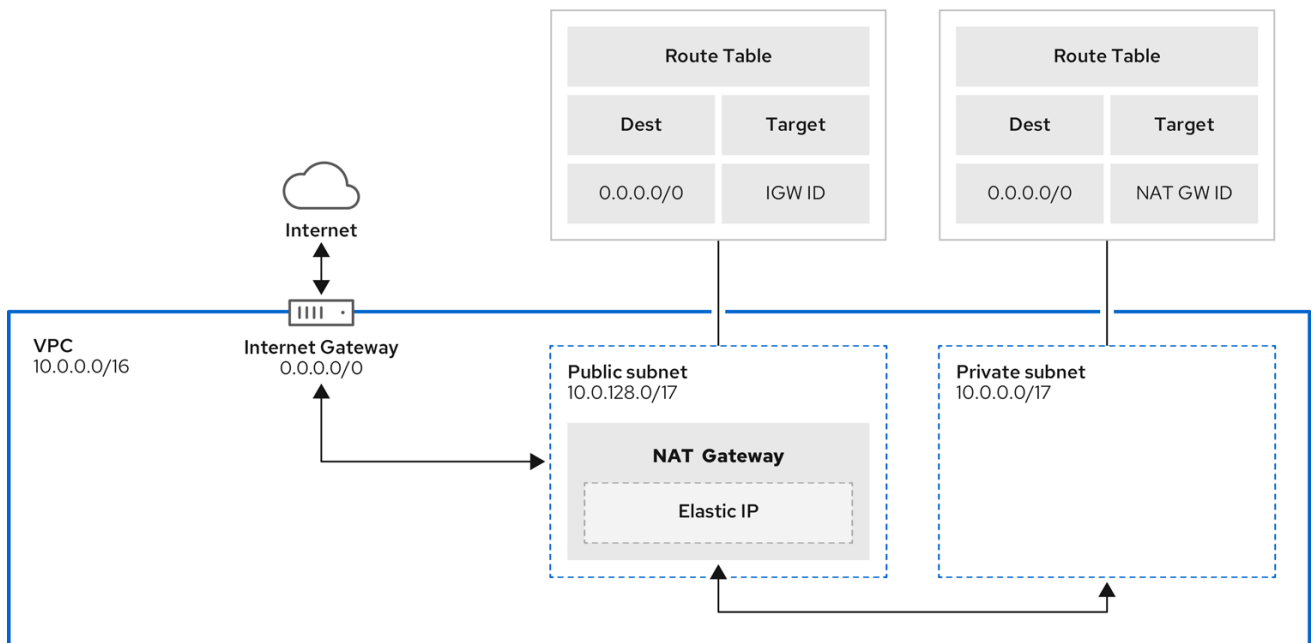 Route Table
Dest Target
0.0.0.0/0 IGW ID
Route Table
Dest Target
0.0.0.0/0 NAT GW ID
Internet
VPC
10.0.0.0/16
Internet Gateway
0.0.0.0/0
Public subnet
10.0.128.0/17
NAT Gateway
Elastic IP
Private subnet
10.0.0.0/17